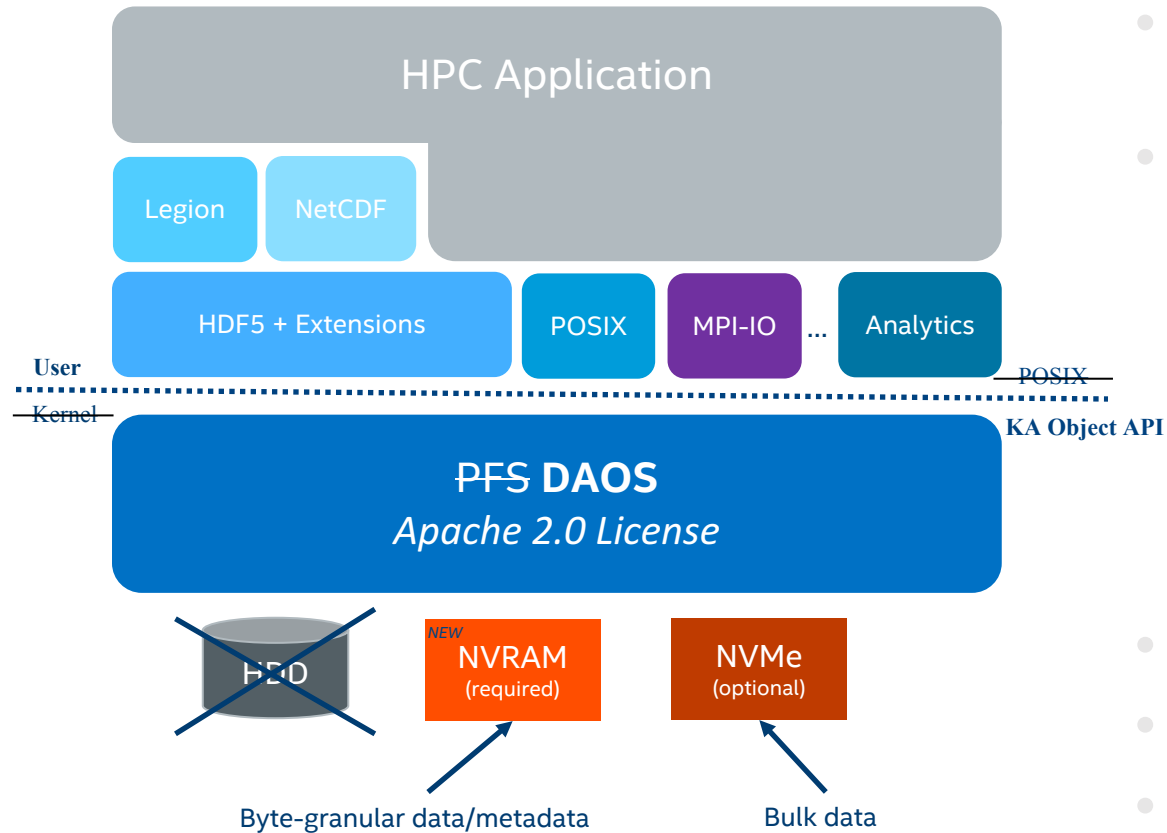 HPC Application
Legion
NetCDF
HDF5 + Extensions
POSIX
MPI-IO
...
Analytics
User
POSIX
Kernel
KA Object API
PFS DAOS
Apache 2.0 License
HDD
NEW
NVRAM
(required)
NVMe
(optional)
Byte-granular data/metadata
Bulk data